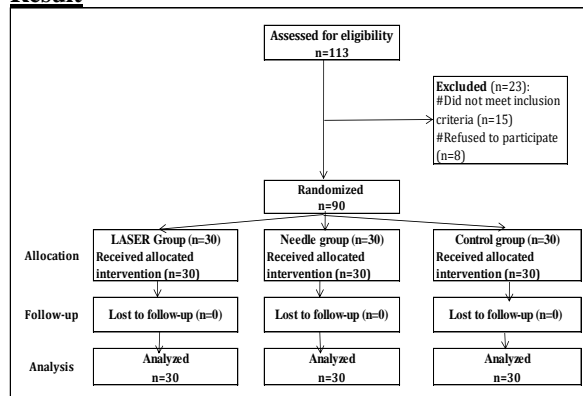 Result
Assessed for eligibility
n=113
Excluded (n=23):
#Did not meet inclusion
criteria (n=15)
#Refused to participate
(n=8)
Randomized
n=90
Allocation
LASER Group (n=30)
Received allocated
intervention (n=30)
Needle group (n=30)
Received allocated
intervention (n=30)
Control group (n=30)
Received allocated
intervention (n=30)
Follow-up
Lost to follow-up (n=0)
Lost to follow-up (n=0)
Lost to follow-up (n=0)
Analysis
Analyzed
n=30
Analyzed
n=30
Analyzed
n=30